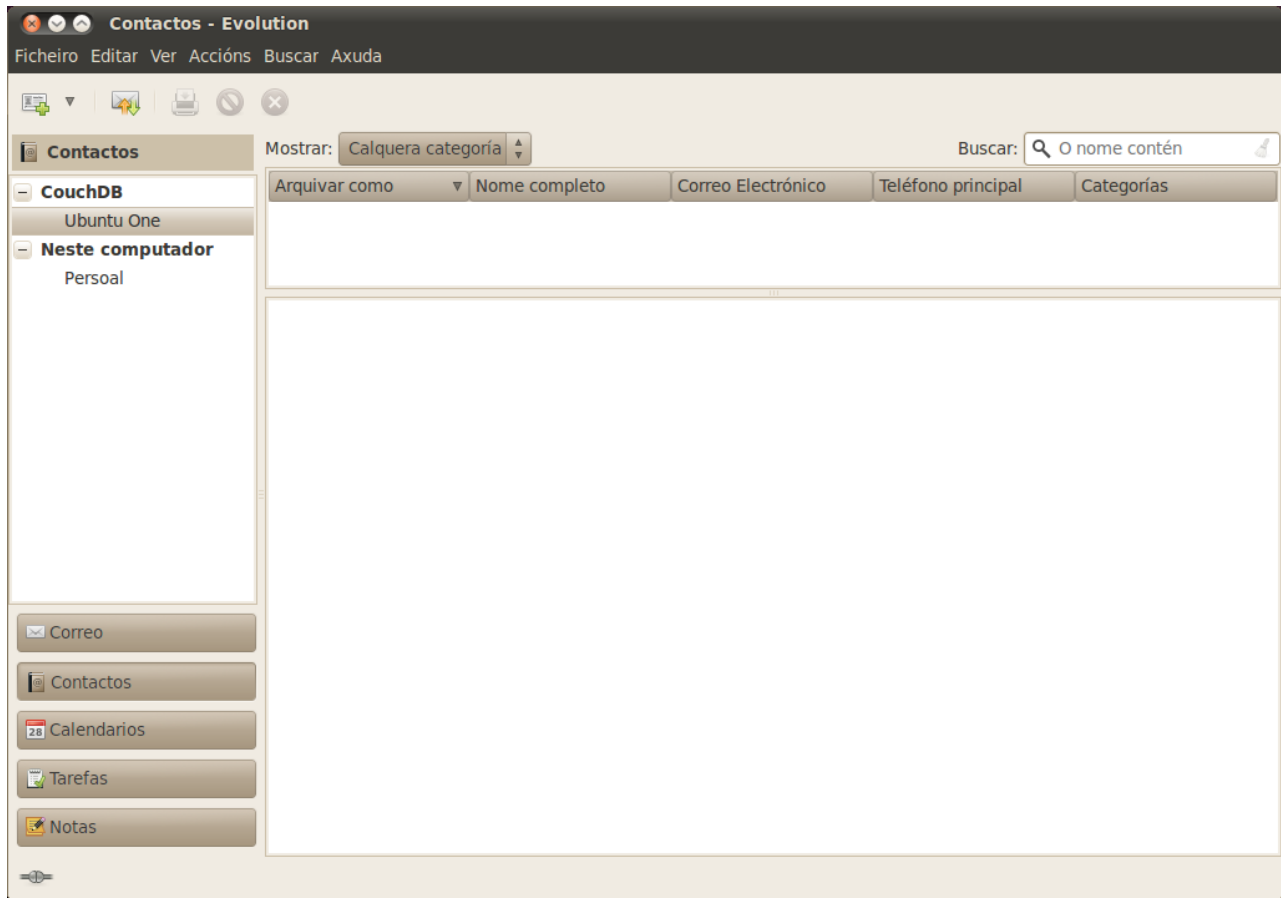 Contactos - Evolution
Ficheiro Editar Ver Accións Buscar Axuda
Contactos
Mostrar: Calquera categoría
Buscar: O nome contén
CouchDB
Ubuntu One
Neste computador
Persoal
Arquivar como Nome completo Correo Electrónico Teléfono principal Categorías
Correo
Contactos
28 Calendarios
Tarefas
Notas